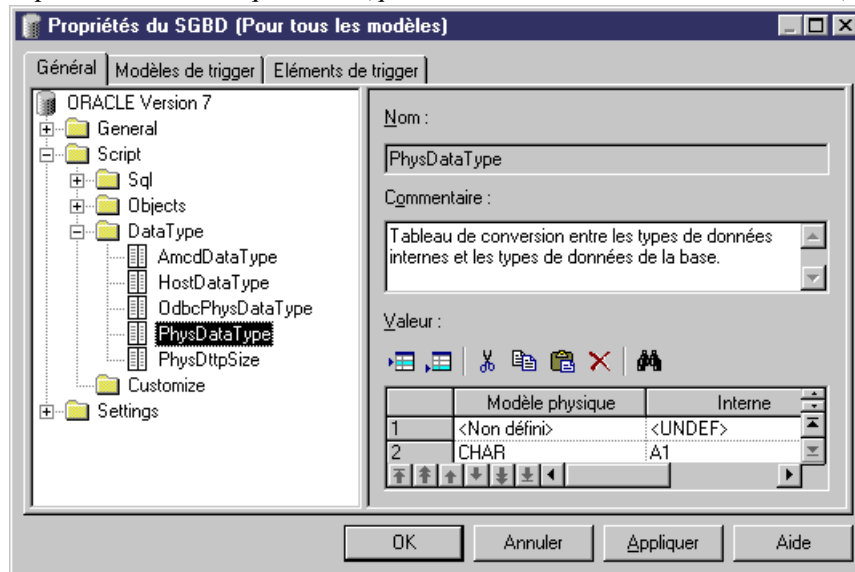 Propriétés du SGBD (Pour tous les modèles)
Général
Modèles de trigger
Eléments de trigger
ORACLE Version 7
General
Script
Sql
Objects
DataType
AmcdDataType
HostDataType
OdbcPhysDataType
PhysDataType
PhysDttpSize
Customize
Settings
Nom :
PhysDataType
Commentaire :
Tableau de conversion entre les types de données
internes et les types de données de la base.
Valeur :
Modèle physique Interne
1 <Non défini> <UNDEF>
2 CHAR A1
OK Annuler Appliquer Aide